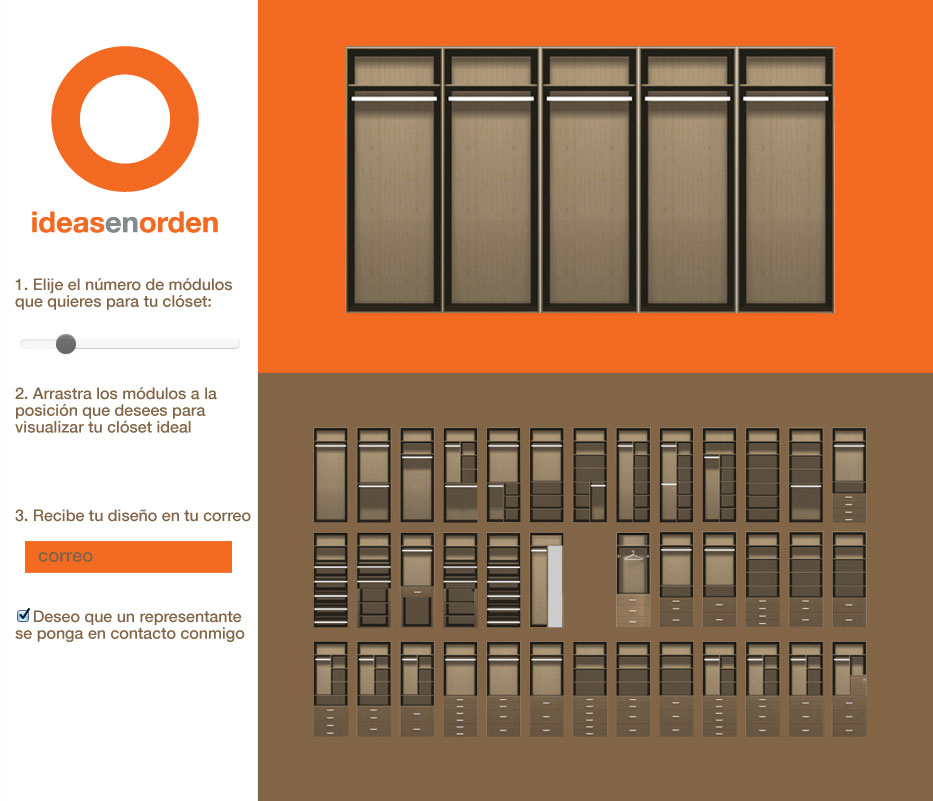 ideasenorden
1. Elije el número de módulos
que quieres para tu clóset:
2. Arrastra los módulos a la
posición que desees para
visualizar tu clóset ideal
3. Recibe tu diseño en tu correo
correo
Deseo que un representante
se ponga en contacto conmigo